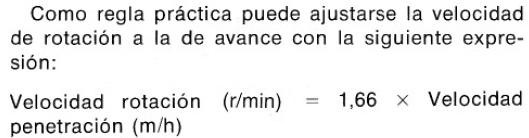 Como regla práctica puede ajustarse la velocidad
de rotación a la de avance con la siguiente expre-
sión:
Velocidad rotación (r/min) = 1,66 × Velocidad
penetración (m/h)